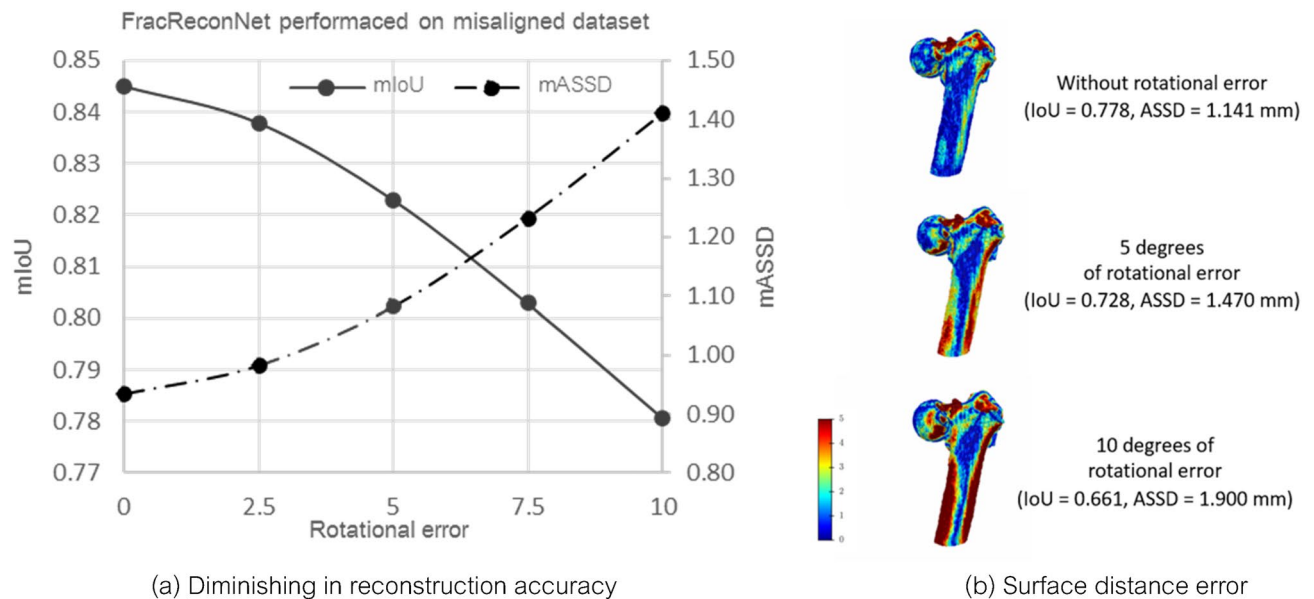 FracReconNet performaced on misaligned dataset
mIoU
mASSD
0.85
0.84
0.83
0.82
0.81
0.80
0.79
0.78
0.77
mIoU
1.50
1.40
1.30
1.20
1.10
1.00
0.90
0.80
mASSD
0 2.5 5 7.5 10
Rotational error
(a) Diminishing in reconstruction accuracy
Without rotational error
(IoU = 0.778, ASSD = 1.141 mm)
5 degrees
of rotational error
(IoU = 0.728, ASSD = 1.470 mm)
10 degrees of
rotational error
(IoU = 0.661, ASSD = 1.900 mm)
5
4
3
2
1
0
(b) Surface distance error